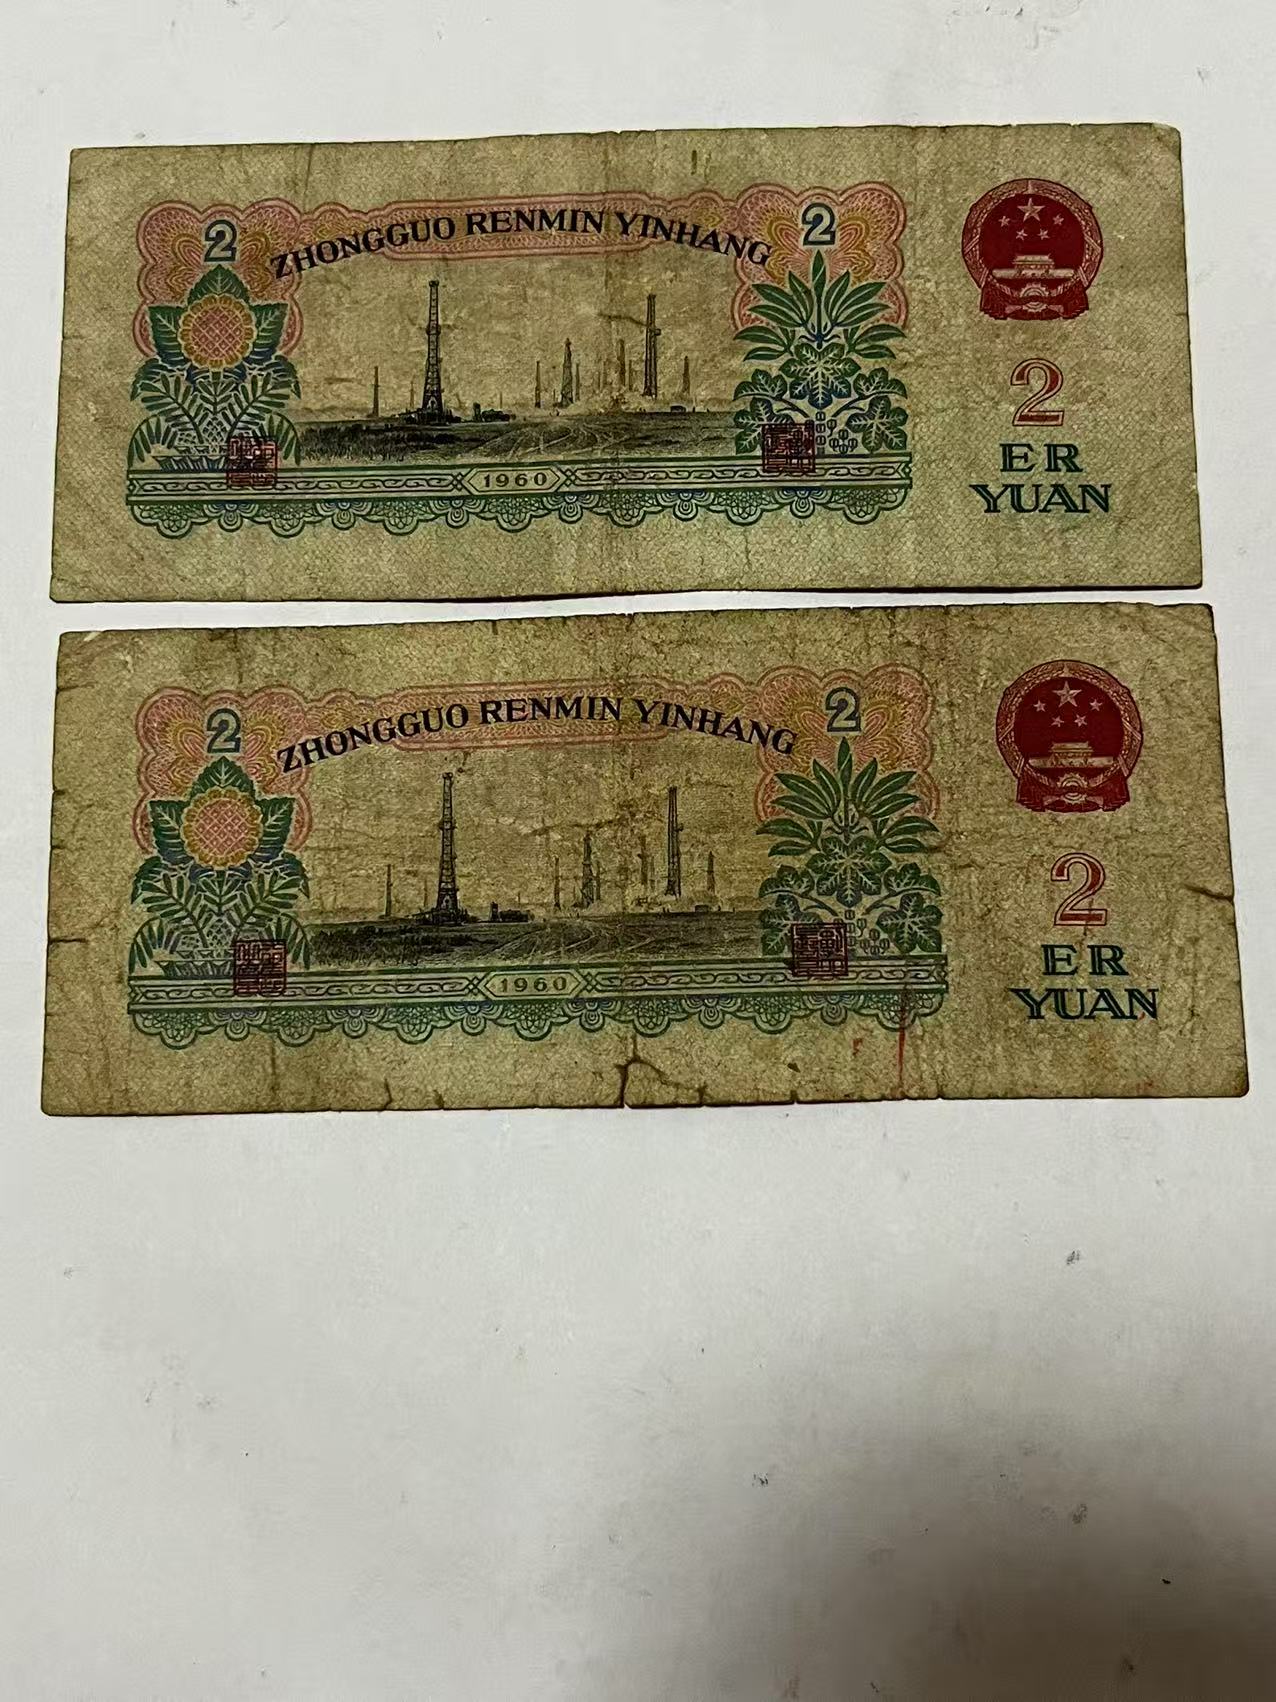 2 ZHONGGUO RENMIN YINHANG 2
2
ER
YUAN
1960
2 ZHONGGUO RENMIN YINHANG 2
2
ER
YUAN
1960